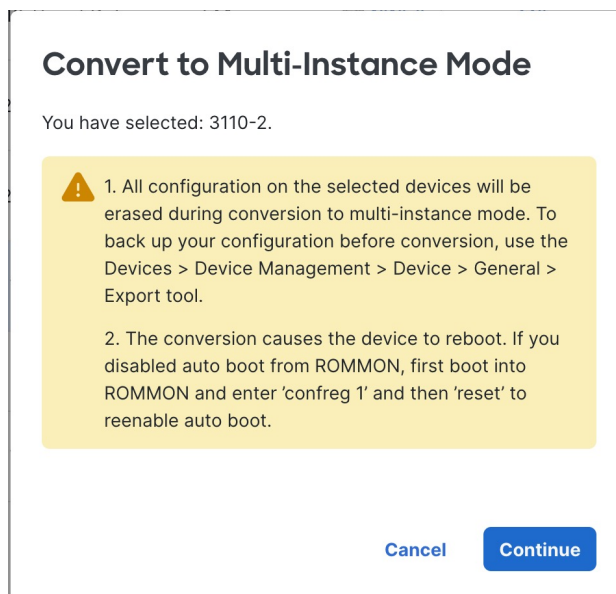 Convert to Multi-Instance Mode
You have selected: 3110-2.
1. All configuration on the selected devices will be
erased during conversion to multi-instance mode. To
back up your configuration before conversion, use the
Devices > Device Management > Device > General >
Export tool.
2. The conversion causes the device to reboot. If you
disabled auto boot from ROMMON, first boot into
ROMMON and enter ’confreg 1’ and then ’reset’ to
reenable auto boot.
Cancel
Continue